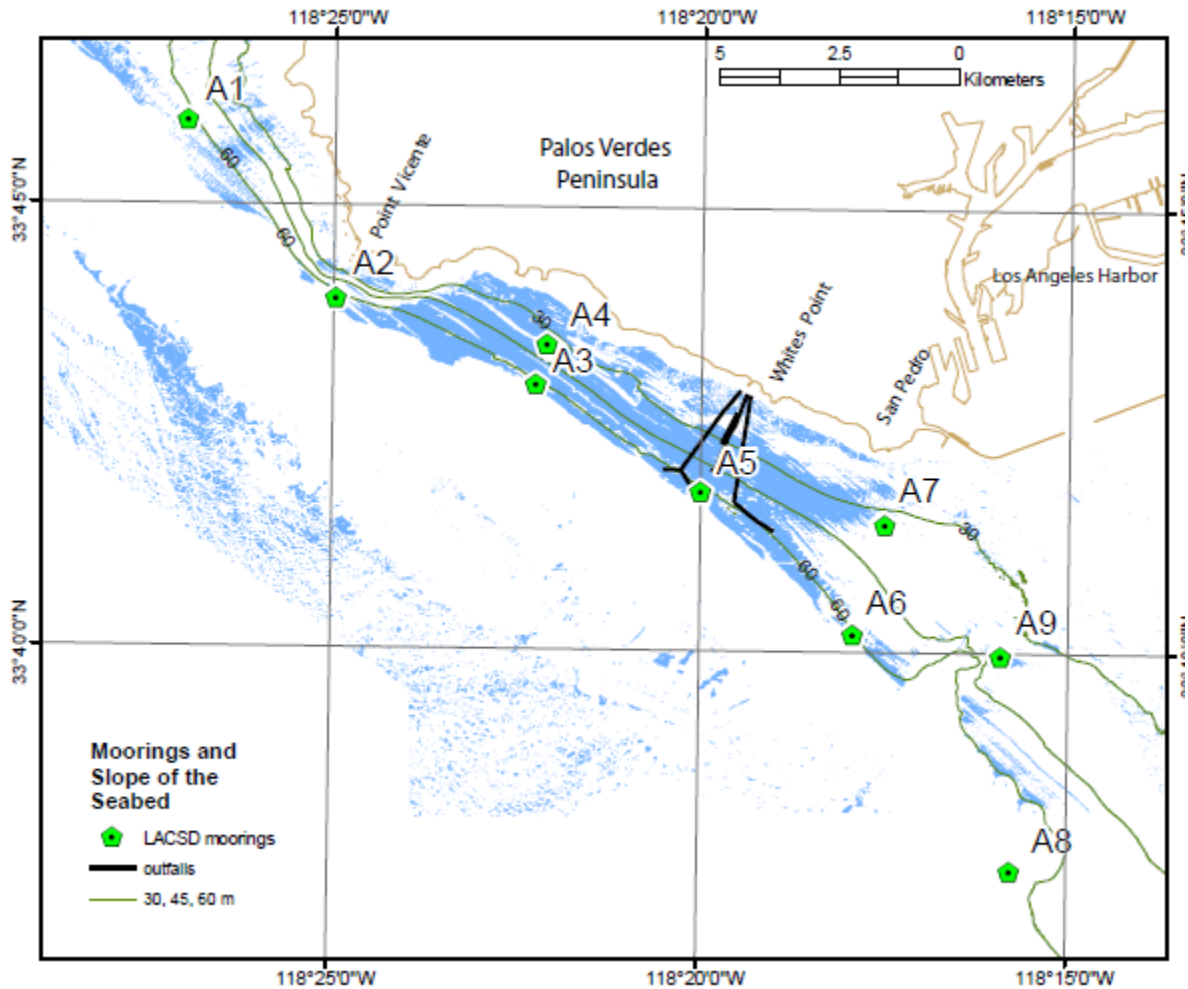 118°25'0"W
118°20'0"W
118°15'0"W
5
2.5
0
Kilometers
A1
60
Palos Verdes
Peninsula
Point Vicente
33°45'0"N
60
A2
Los Angeles Harbor
30
A4
Whites Point
A3
San Pedro
A5
A7
30
60
60
A6
A9
33°40'0"N
Moorings and
Slope of the
Seabed
LACSD moorings
outfalls
30, 45, 60 m
A8
118°25'0"W
118°20'0"W
118°15'0"W